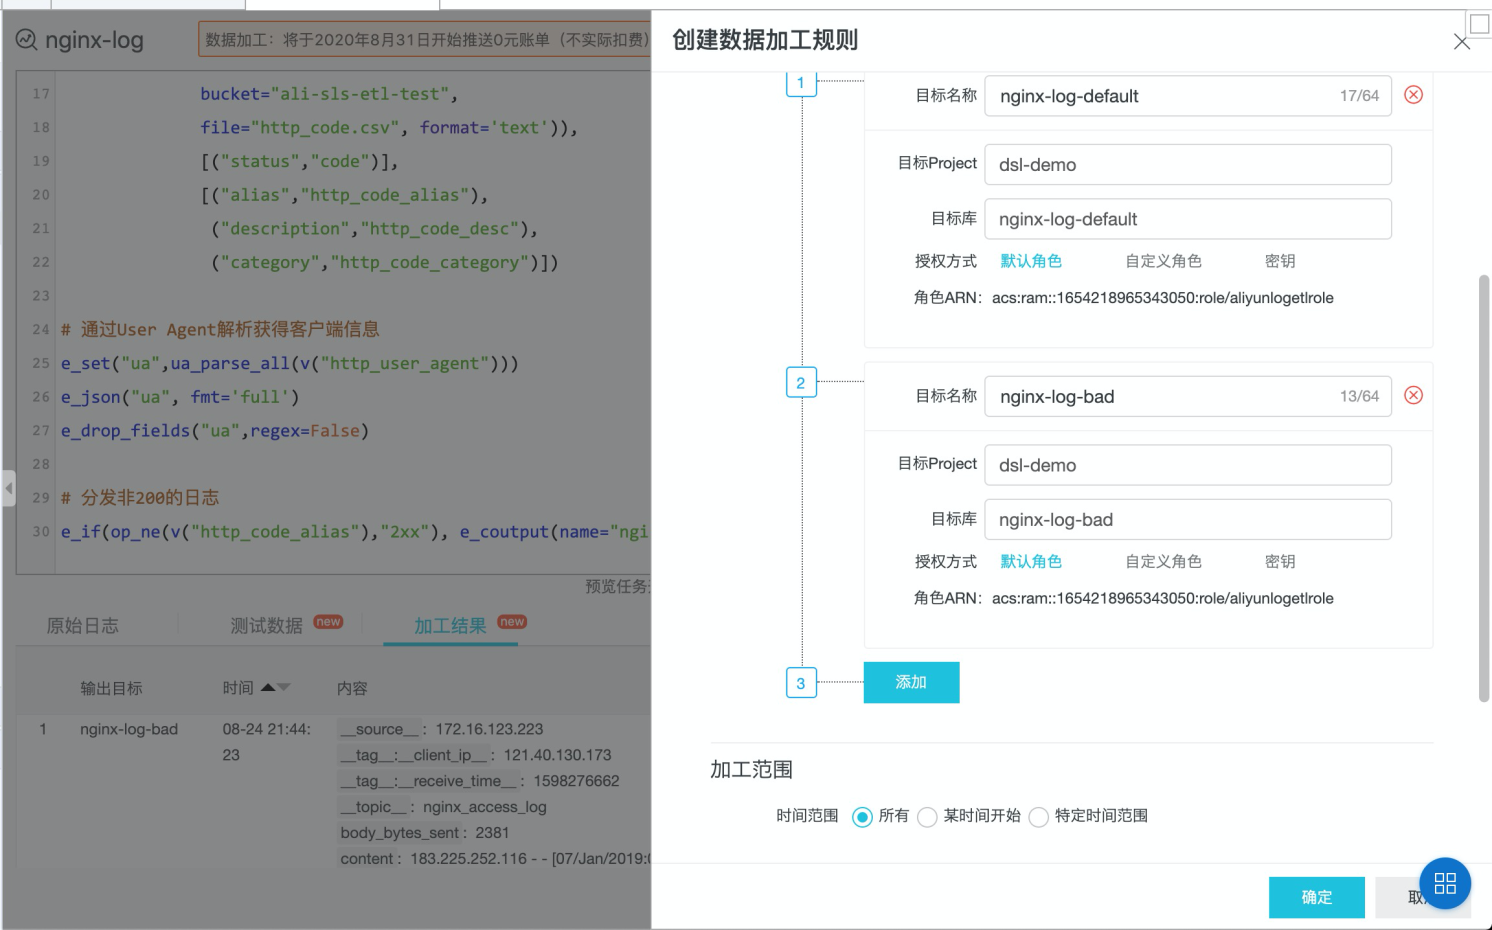 nginx-log
数据加工：将于2020年8月31日开始推送0元账单（不实际扣费）
17 bucket="ali-sls-etl-test",
18 file="http_code.csv", format='text')),
19 [("status","code")],
20 [("alias","http_code_alias"),
21 ("description","http_code_desc"),
22 ("category","http_code_category")])
23
24 # 通过User Agent解析获得客户端信息
25 e_set("ua",ua_parse_all(v("http_user_agent")))
26 e_json("ua", fmt='full')
27 e_drop_fields("ua",regex=False)
28
29 # 分发非200的日志
30 e_if(op_ne(v("http_code_alias"),"2xx"), e_coutput(name="ngi
预览任务
原始日志 测试数据 new 加工结果 new
输出目标 时间 内容
1 nginx-log-bad 08-24 21:44:
23
__source__ : 172.16.123.223
__tag__:__client_ip__ : 121.40.130.173
__tag__:__receive_time__ : 1598276662
__topic__ : nginx_access_log
body_bytes_sent : 2381
content : 183.225.252.116 - - [07/Jan/2019:
创建数据加工规则
1
目标名称 nginx-log-default 17/64
目标Project dsl-demo
目标库 nginx-log-default
授权方式 默认角色 自定义角色 密钥
角色ARN: acs:ram::1654218965343050:role/aliyunlogetlrole
2
目标名称 nginx-log-bad 13/64
目标Project dsl-demo
目标库 nginx-log-bad
授权方式 默认角色 自定义角色 密钥
角色ARN: acs:ram::1654218965343050:role/aliyunlogetlrole
3 添加
加工范围
时间范围 所有 某时间开始 特定时间范围
确定 取